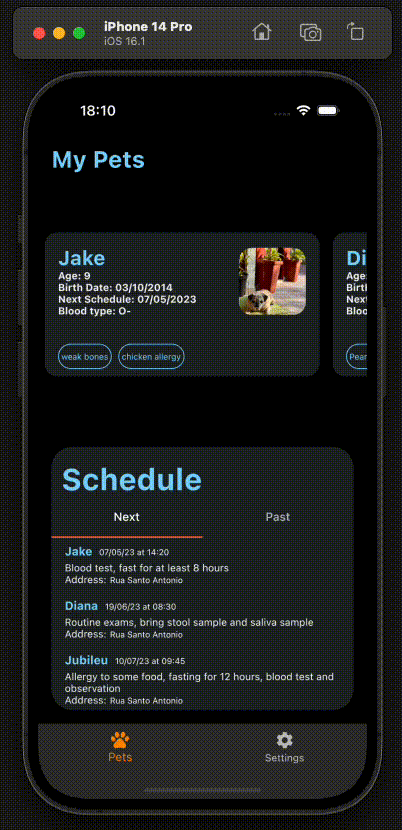 iPhone 14 Pro
iOS 16.1
18:10
My Pets
Jake
Age: 9
Birth Date: 03/10/2014
Next Schedule: 07/05/2023
Blood type: O-
weak bones
chicken allergy
Di
Age:
Birth
Next
Bloo
Pear
Schedule
Next
Past
Jake 07/05/23 at 14:20
Blood test, fast for at least 8 hours
Address: Rua Santo Antonio
Diana 19/06/23 at 08:30
Routine exams, bring stool sample and saliva sample
Address: Rua Santo Antonio
Jubileu 10/07/23 at 09:45
Allergy to some food, fasting for 12 hours, blood test and
observation
Address: Rua Santo Antonio
Pets
Settings